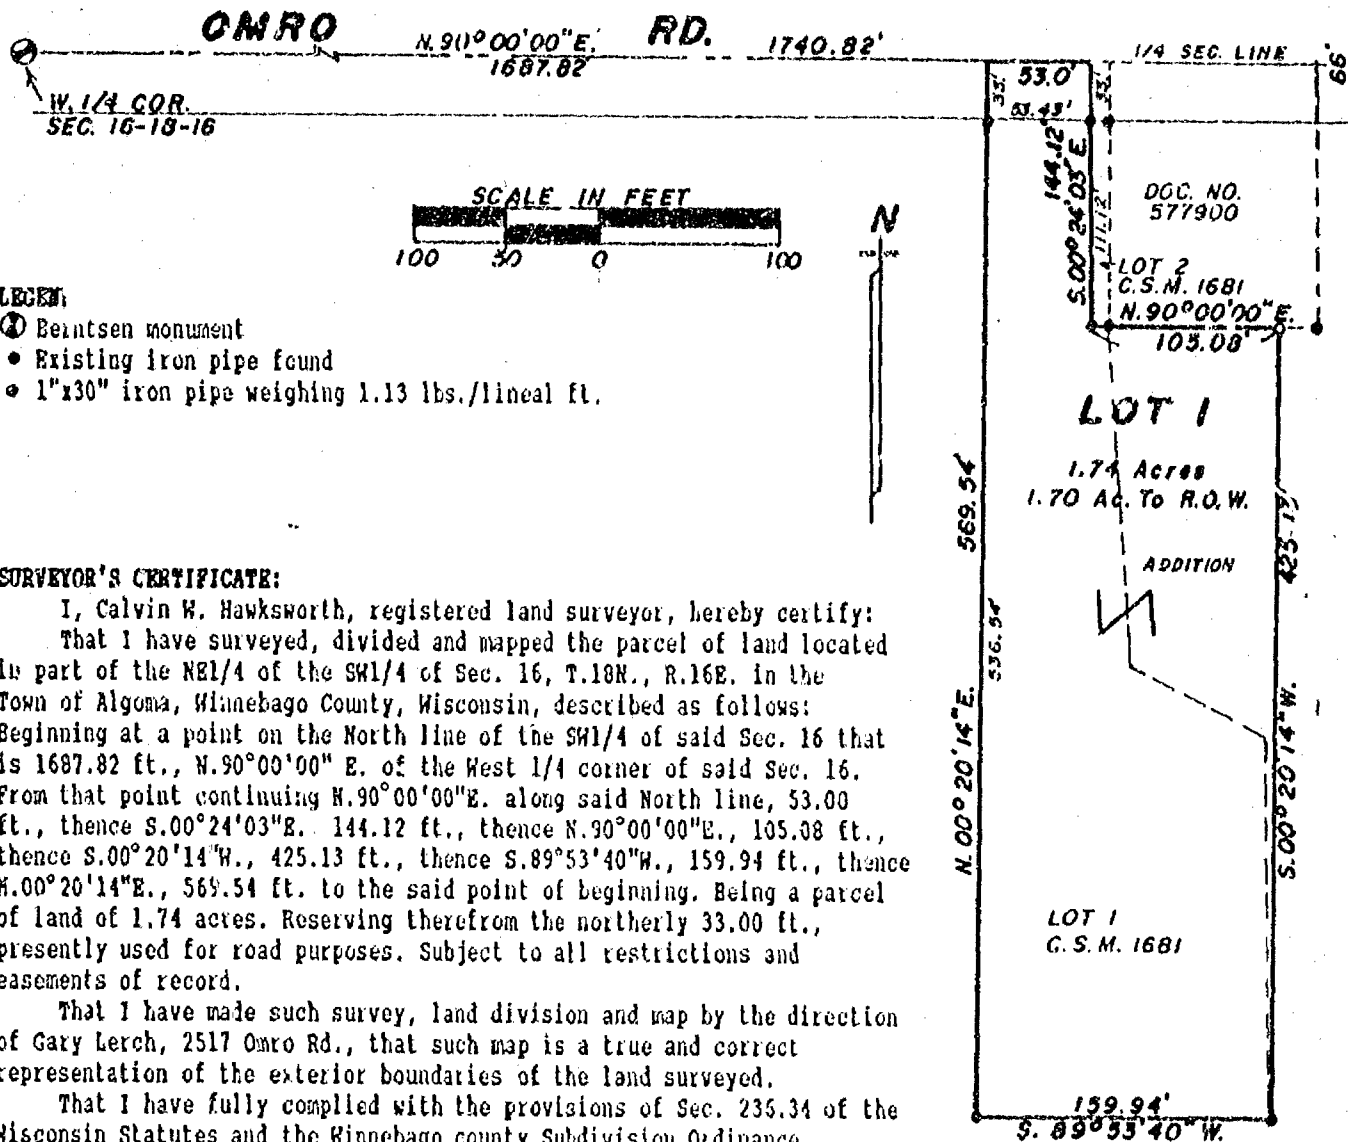 OMRO RD.
N.90°00'00"E. 1740.82'
1687.82'
1/4 SEC. LINE
66'
W. 1/4 COR.
SEC. 16-18-16
53.0'
33'
33'
53.43'
144.12'
S.00°24'03"E.
111.12'
DOC. NO.
577900
LOT 2
C.S.M. 1681
N.90°00'00"E.
105.08'
SCALE IN FEET
100 50 0 100
N
LEGEN
Berntsen monument
Existing iron pipe found
1"x30" iron pipe weighing 1.13 lbs./lineal ft.
LOT 1
1.74 Acres
1.70 Ac. To R.O.W.
ADDITION
569.54'
536.54'
N.00°20'14"E.
425.13'
S.00°20'14"W.
LOT 1
C.S.M. 1681
159.94'
S. 89°53'40"W.
SURVEYOR'S CERTIFICATE:
I, Calvin W. Hawksworth, registered land surveyor, hereby certify:
That I have surveyed, divided and mapped the parcel of land located
in part of the NE1/4 of the SW1/4 of Sec. 16, T.18N., R.16E. in the
Town of Algoma, Winnebago County, Wisconsin, described as follows:
Beginning at a point on the North line of the SW1/4 of said Sec. 16 that
is 1687.82 ft., N.90°00'00" E. of the West 1/4 corner of said Sec. 16.
From that point continuing N.90°00'00"E. along said North line, 53.00
ft., thence S.00°24'03"E. 144.12 ft., thence N.90°00'00"E., 105.08 ft.,
thence S.00°20'14"W., 425.13 ft., thence S.89°53'40"W., 159.94 ft., thence
N.00°20'14"E., 569.54 ft. to the said point of beginning. Being a parcel
of land of 1.74 acres. Reserving therefrom the northerly 33.00 ft.,
presently used for road purposes. Subject to all restrictions and
easements of record.
That I have made such survey, land division and map by the direction
of Gary Lerch, 2517 Omro Rd., that such map is a true and correct
representation of the exterior boundaries of the land surveyed.
That I have fully complied with the provisions of Sec. 236.34 of the
Wisconsin Statutes and the Winnebago county Subdivision Ordinance